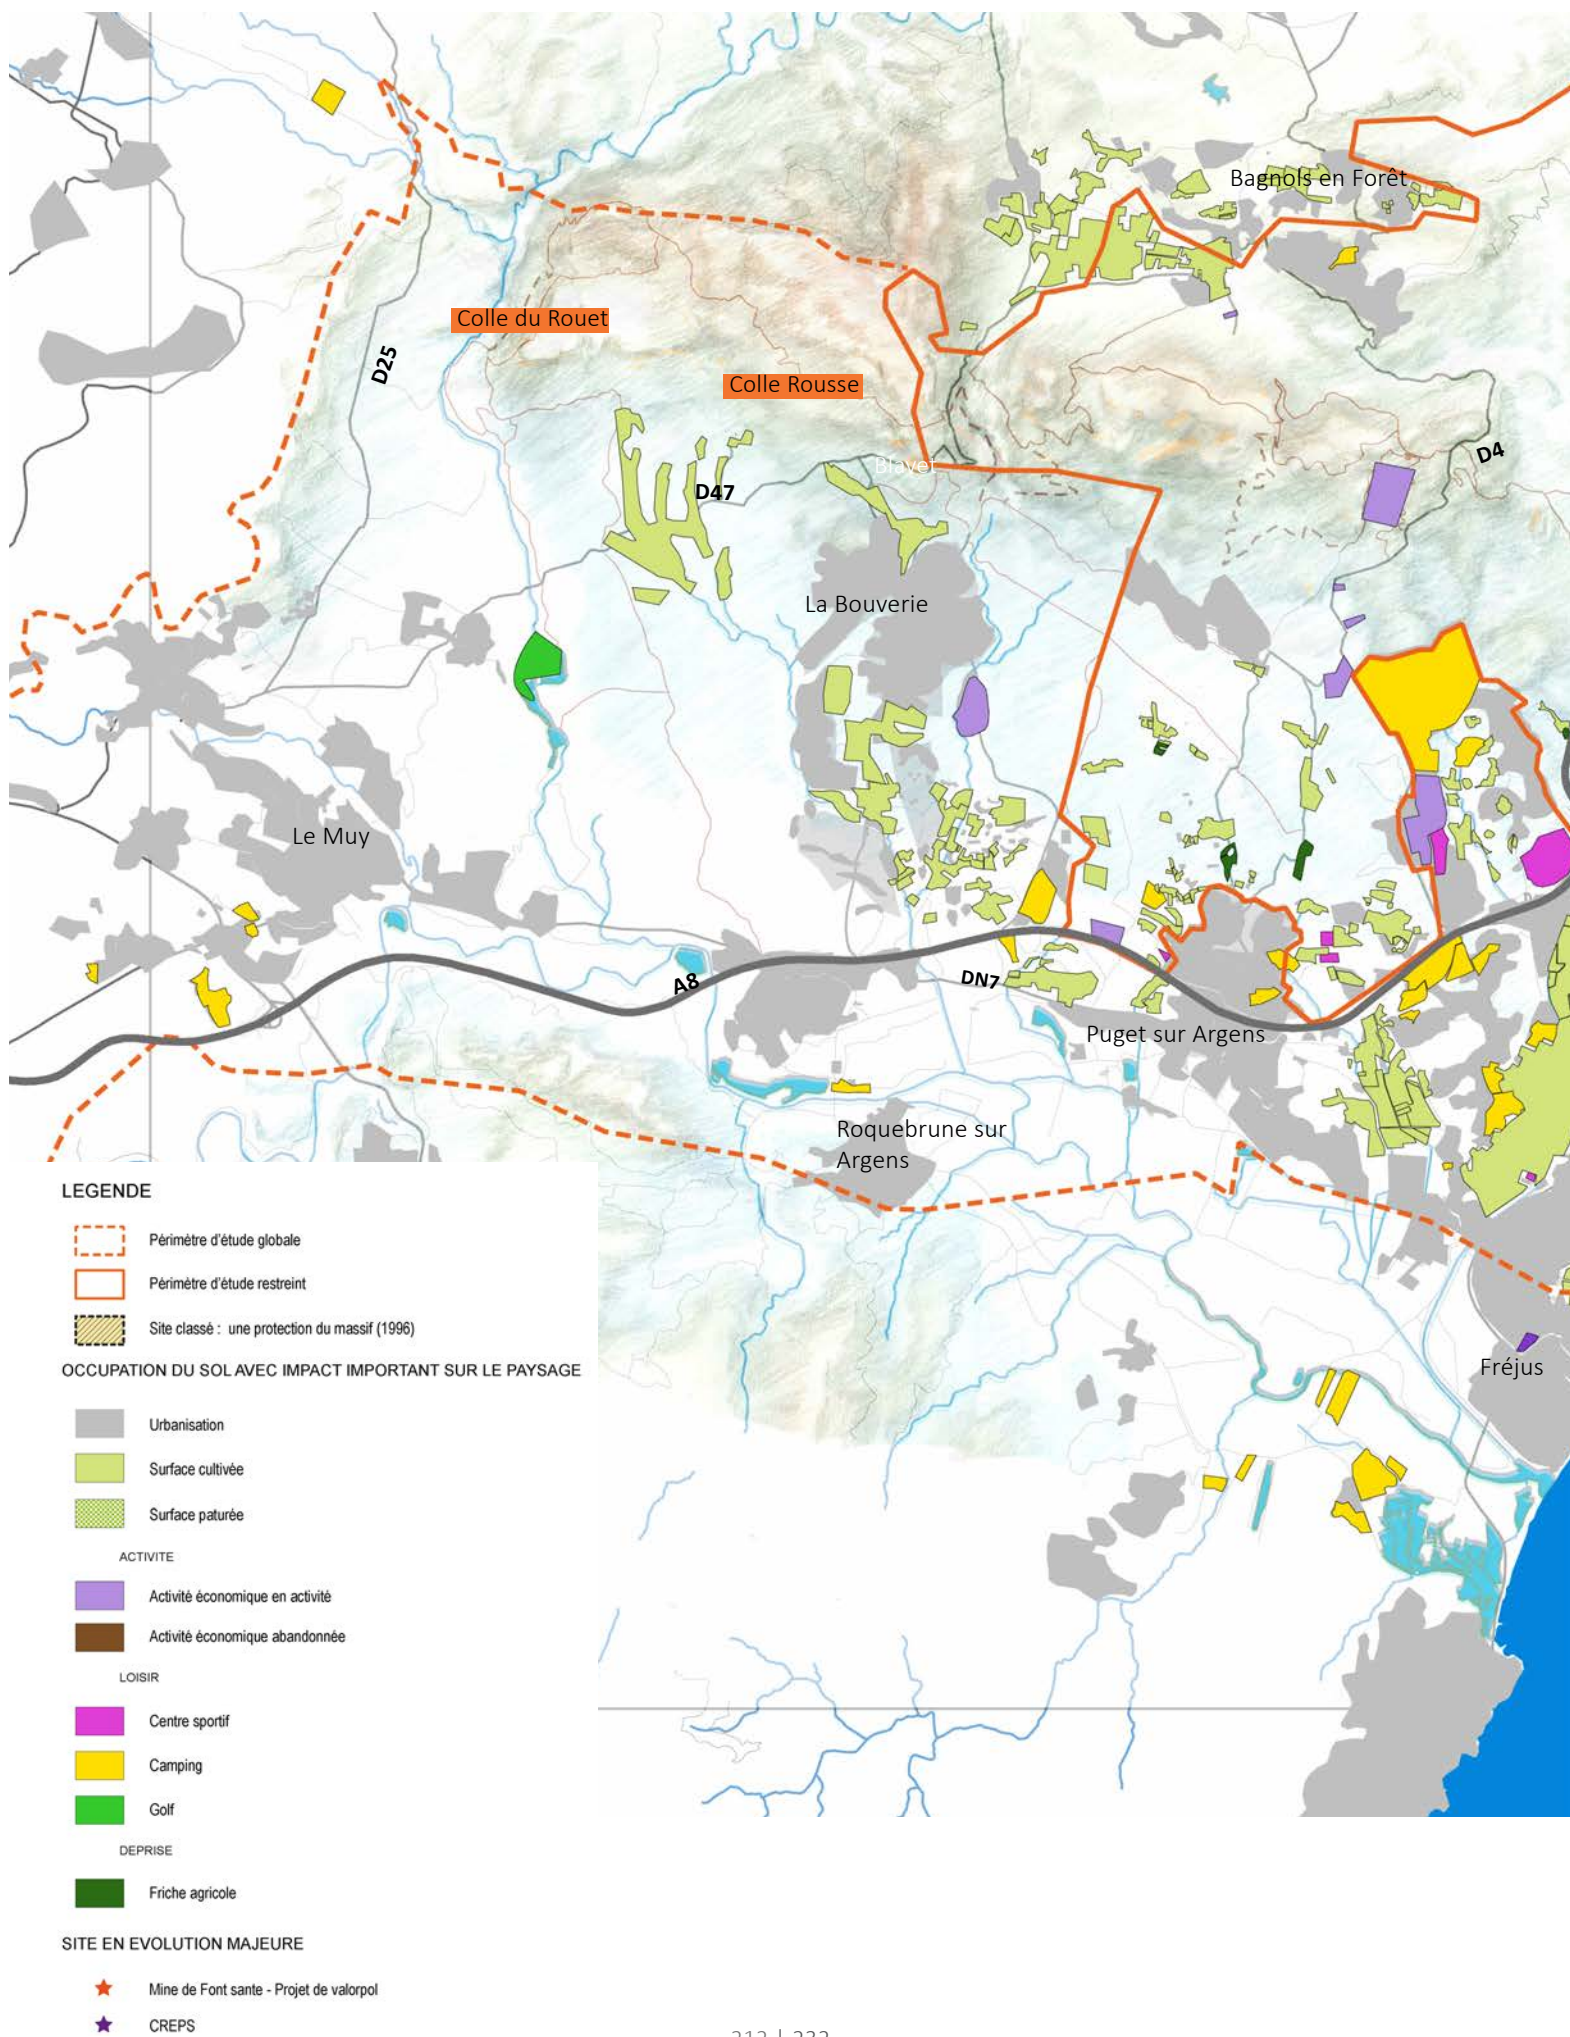 Bagnols en Forêt
Colle du Rouet
D25
Colle Rousse
D4
Blavet
D47
La Bouverie
Le Muy
A8
DN7
Puget sur Argens
Roquebrune sur
Argens
Fréjus
LEGENDE
Périmètre d'étude globale
Périmètre d'étude restreint
Site classé : une protection du massif (1996)
OCCUPATION DU SOL AVEC IMPACT IMPORTANT SUR LE PAYSAGE
Urbanisation
Surface cultivée
Surface paturée
ACTIVITE
Activité économique en activité
Activité économique abandonnée
LOISIR
Centre sportif
Camping
Golf
DEPRISE
Friche agricole
SITE EN EVOLUTION MAJEURE
Mine de Font sante - Projet de valorpol
CREPS